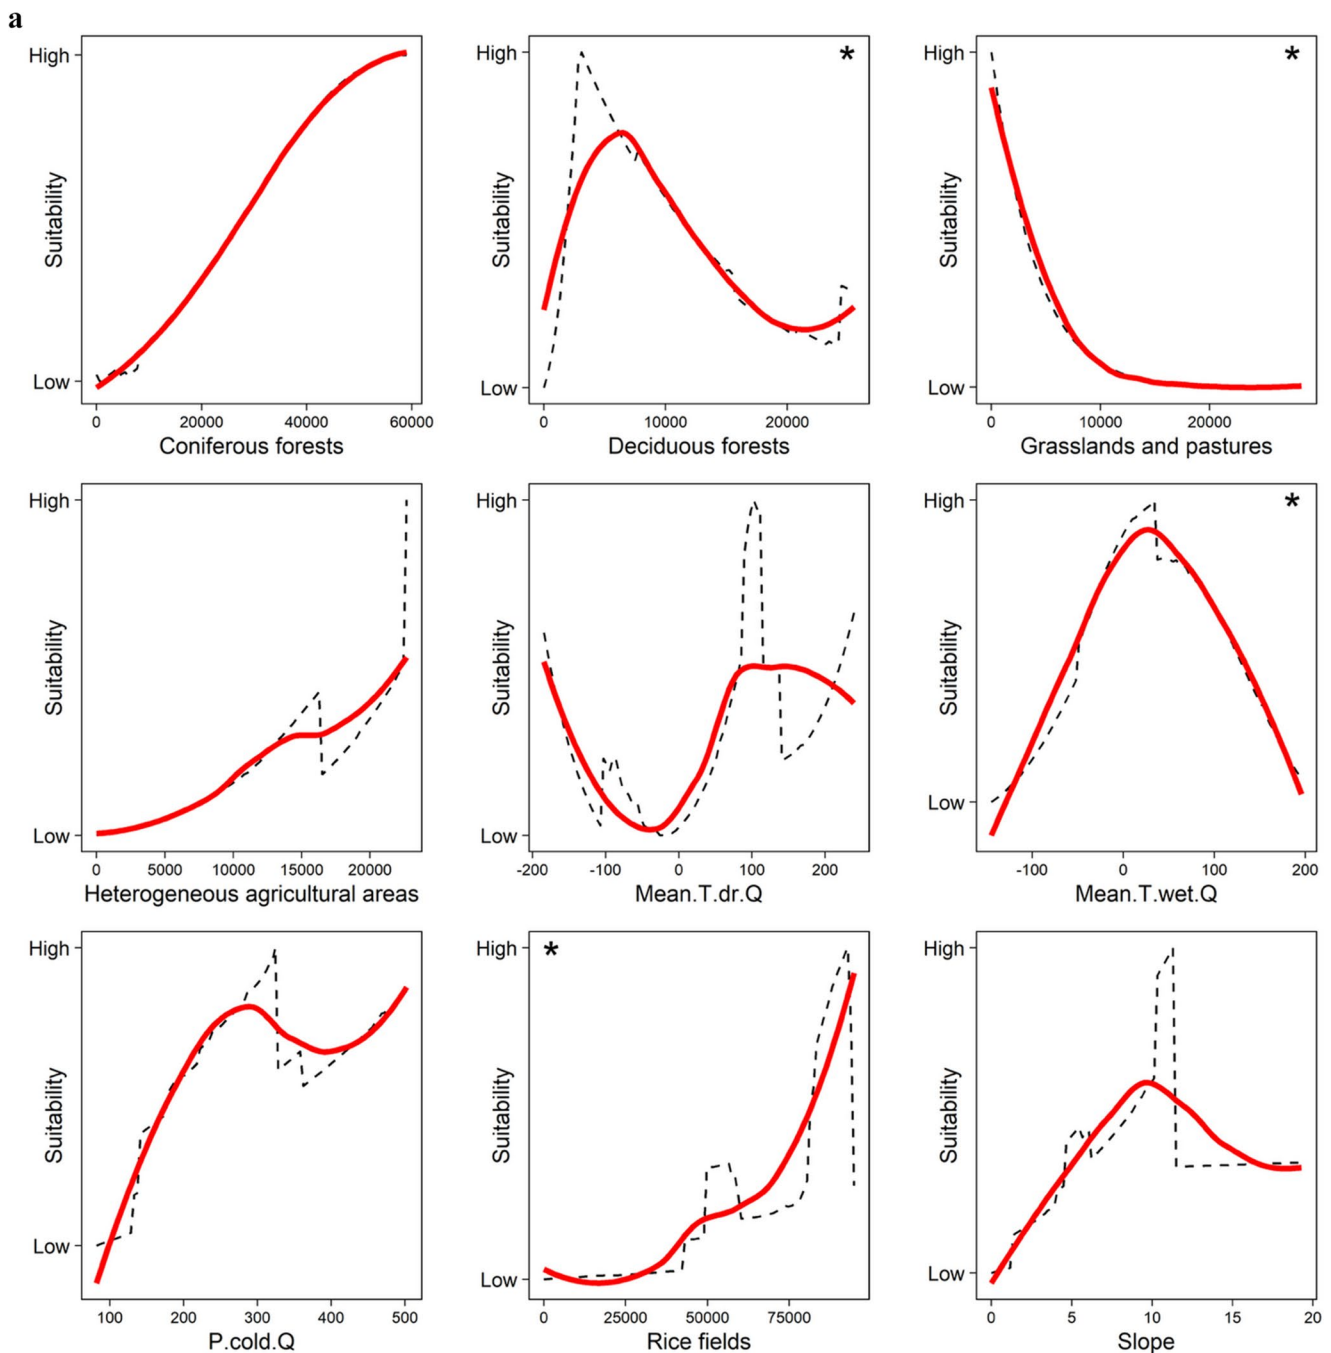 a
High
Low
Suitability
0 20000 40000 60000
Coniferous forests
High
Low
Suitability
*
0 10000 20000
Deciduous forests
High
Low
Suitability
*
0 10000 20000
Grasslands and pastures
High
Low
Suitability
0 5000 10000 15000 20000
Heterogeneous agricultural areas
High
Low
Suitability
-200 -100 0 100 200
Mean.T.dr.Q
High
Low
Suitability
*
-100 0 100 200
Mean.T.wet.Q
High
Low
Suitability
100 200 300 400 500
P.cold.Q
High
Low
Suitability
*
0 25000 50000 75000
Rice fields
High
Low
Suitability
0 5 10 15 20
Slope